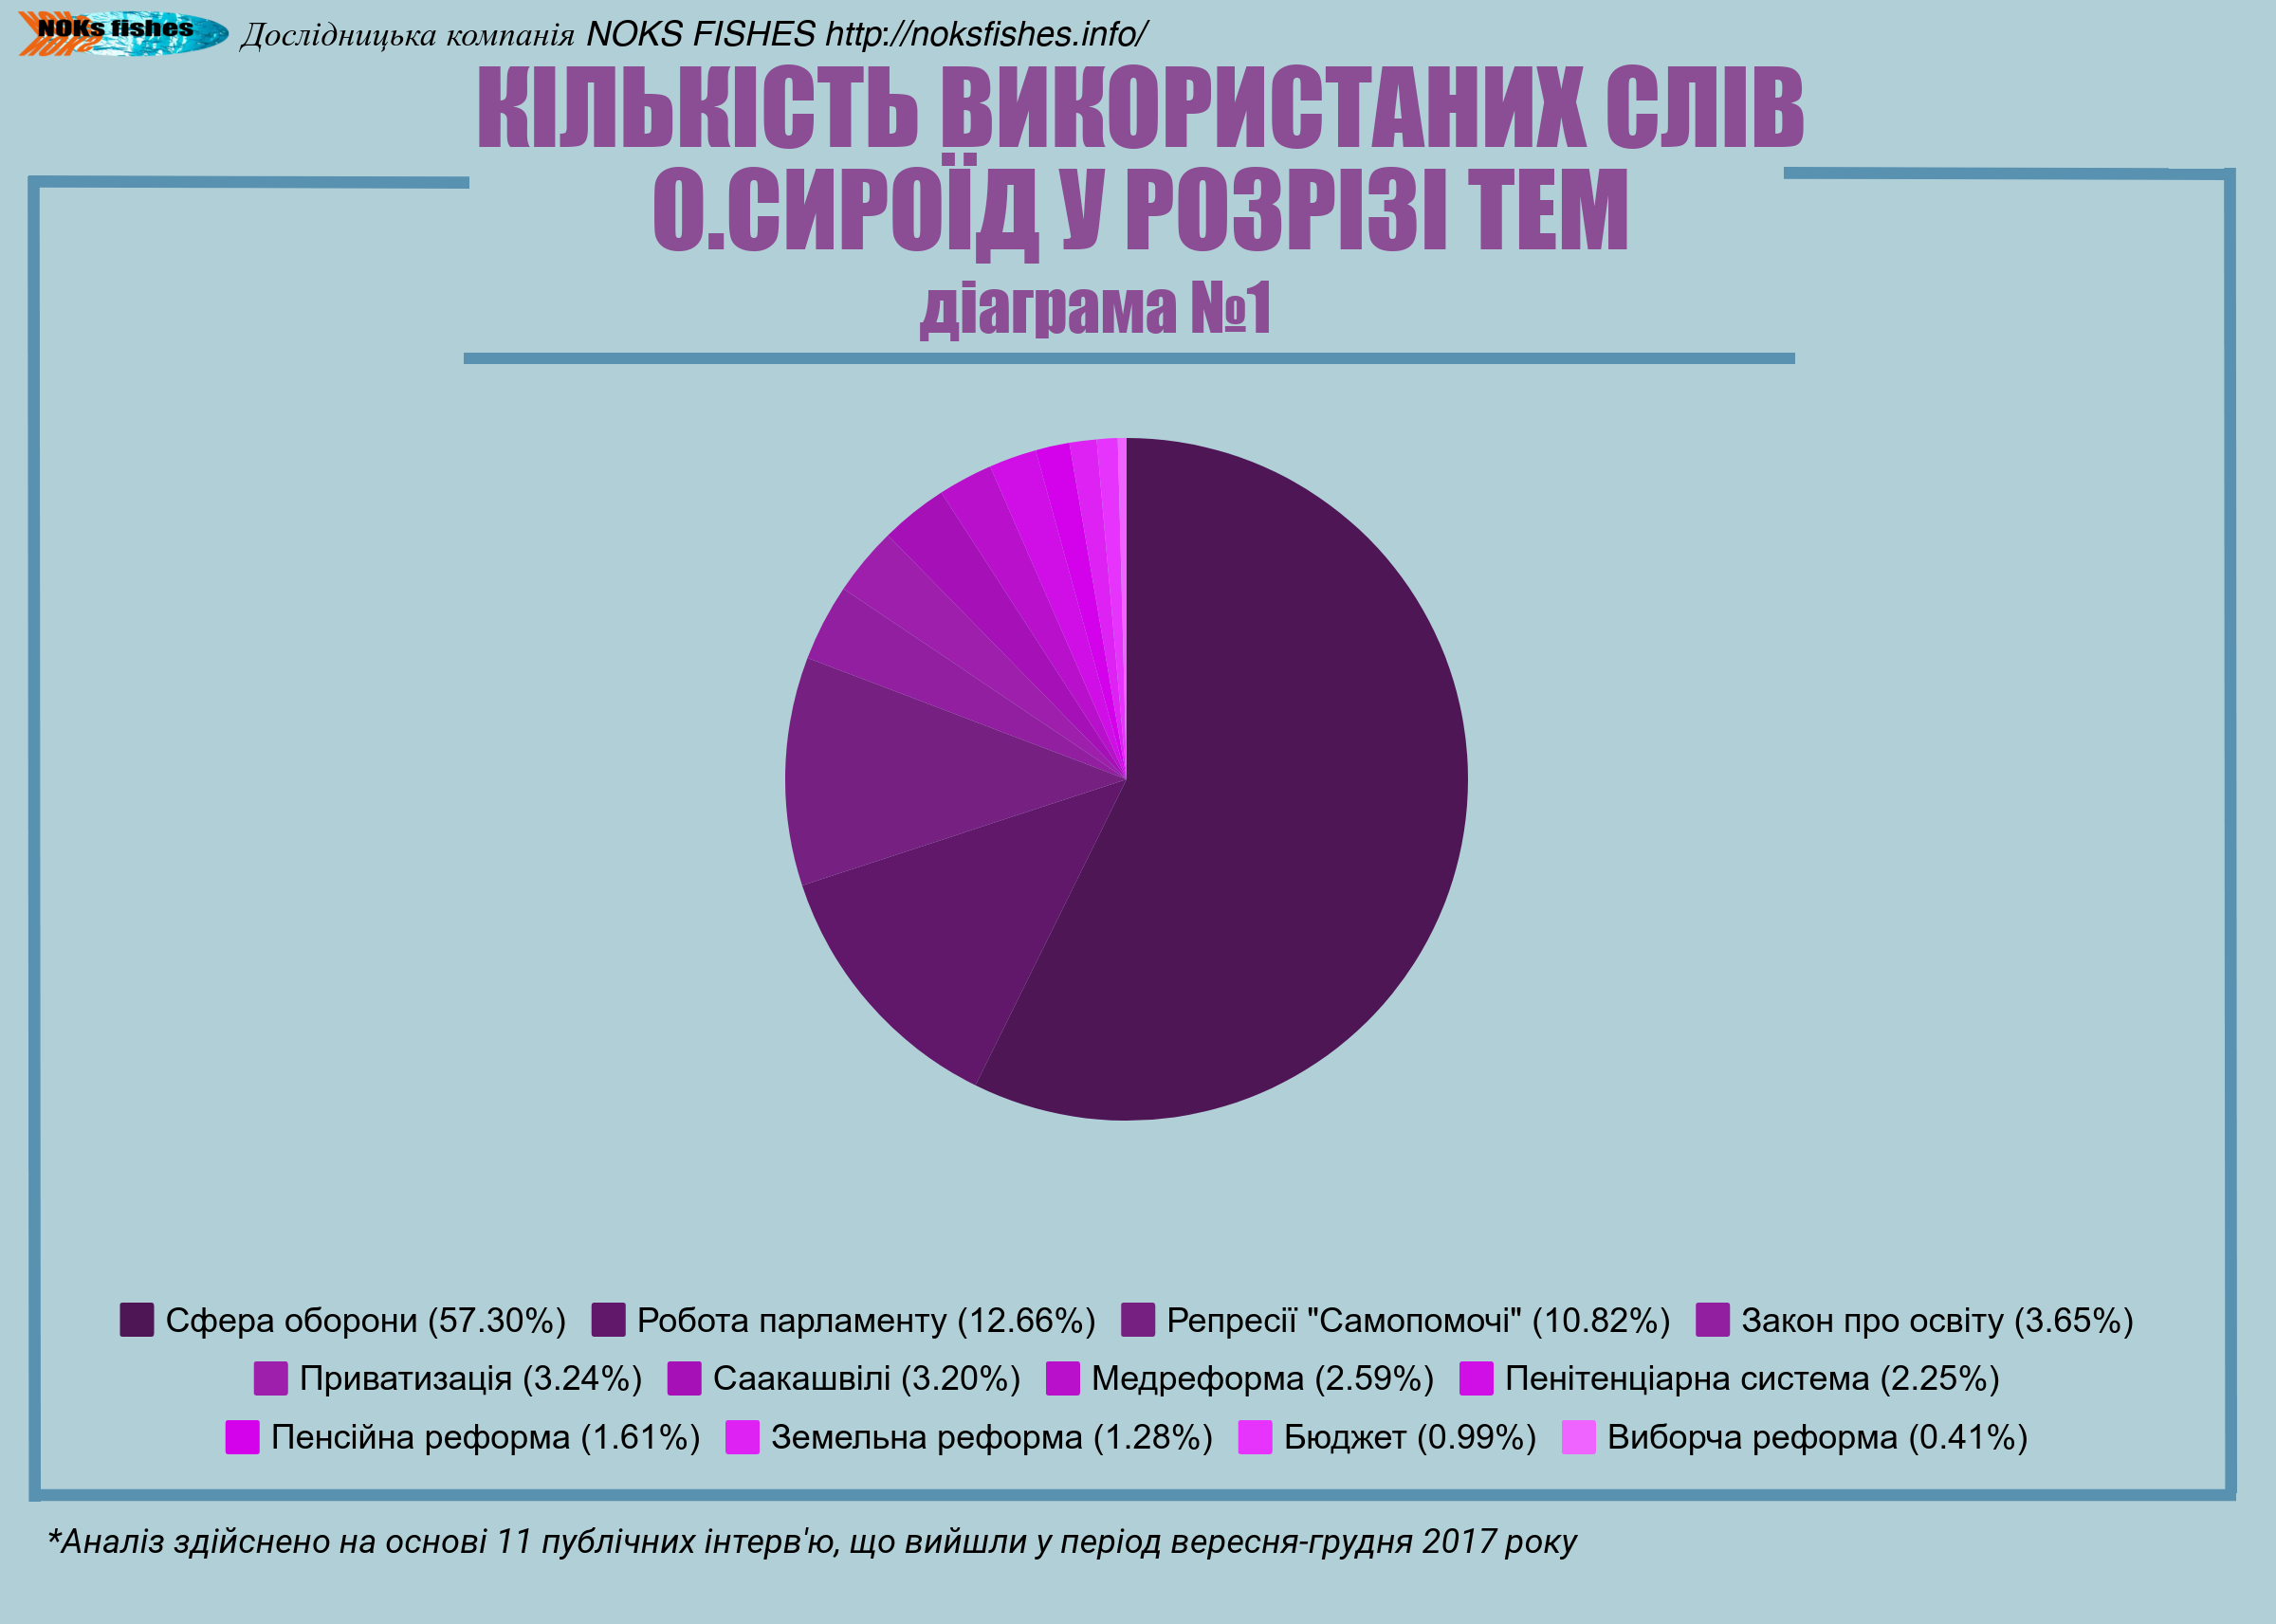 NOKs fishes
Дослідницька компанія NOKS FISHES http://noksfishes.info/
КІЛЬКІСТЬ ВИКОРИСТАНИХ СЛІВ
О.СИРОЇД У РОЗРІЗІ ТЕМ
діаграма №1
Сфера оборони (57.30%) Робота парламенту (12.66%) Репресії "Самопомочі" (10.82%) Закон про освіту (3.65%)
Приватизація (3.24%) Саакашвілі (3.20%) Медреформа (2.59%) Пенітенціарна система (2.25%)
Пенсійна реформа (1.61%) Земельна реформа (1.28%) Бюджет (0.99%) Виборча реформа (0.41%)
*Аналіз здійснено на основі 11 публічних інтерв'ю, що вийшли у період вересня-грудня 2017 року